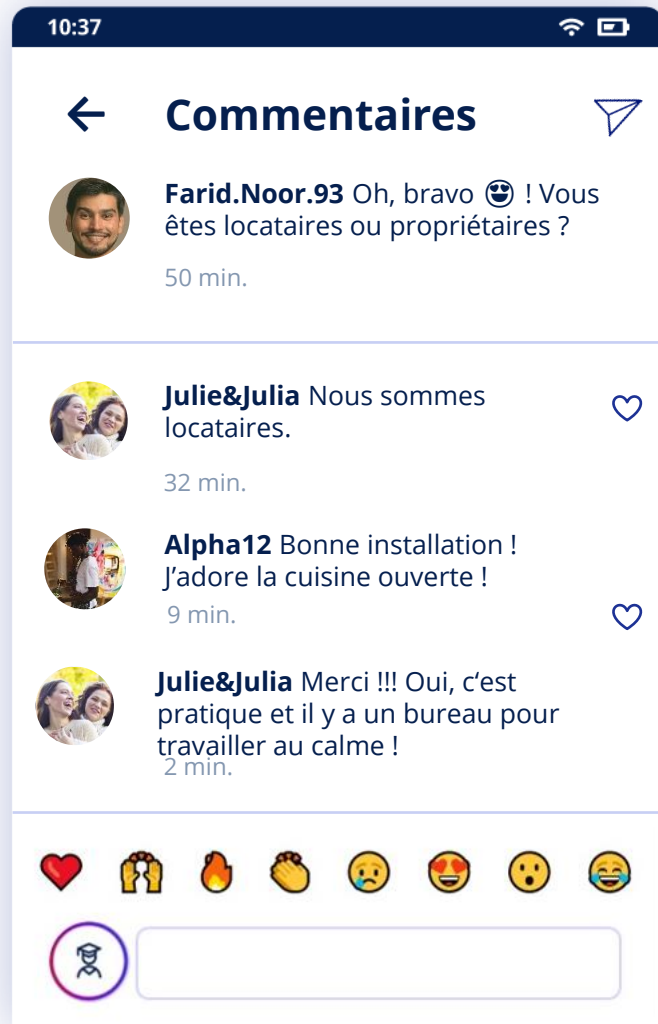 10:37
Commentaires
Farid.Noor.93 Oh, bravo 😍 ! Vous
êtes locataires ou propriétaires ?
50 min.
Julie&Julia Nous sommes
locataires.
32 min.
Alpha12 Bonne installation !
J’adore la cuisine ouverte !
9 min.
Julie&Julia Merci !!! Oui, c‘est
pratique et il y a un bureau pour
travailler au calme !
2 min.